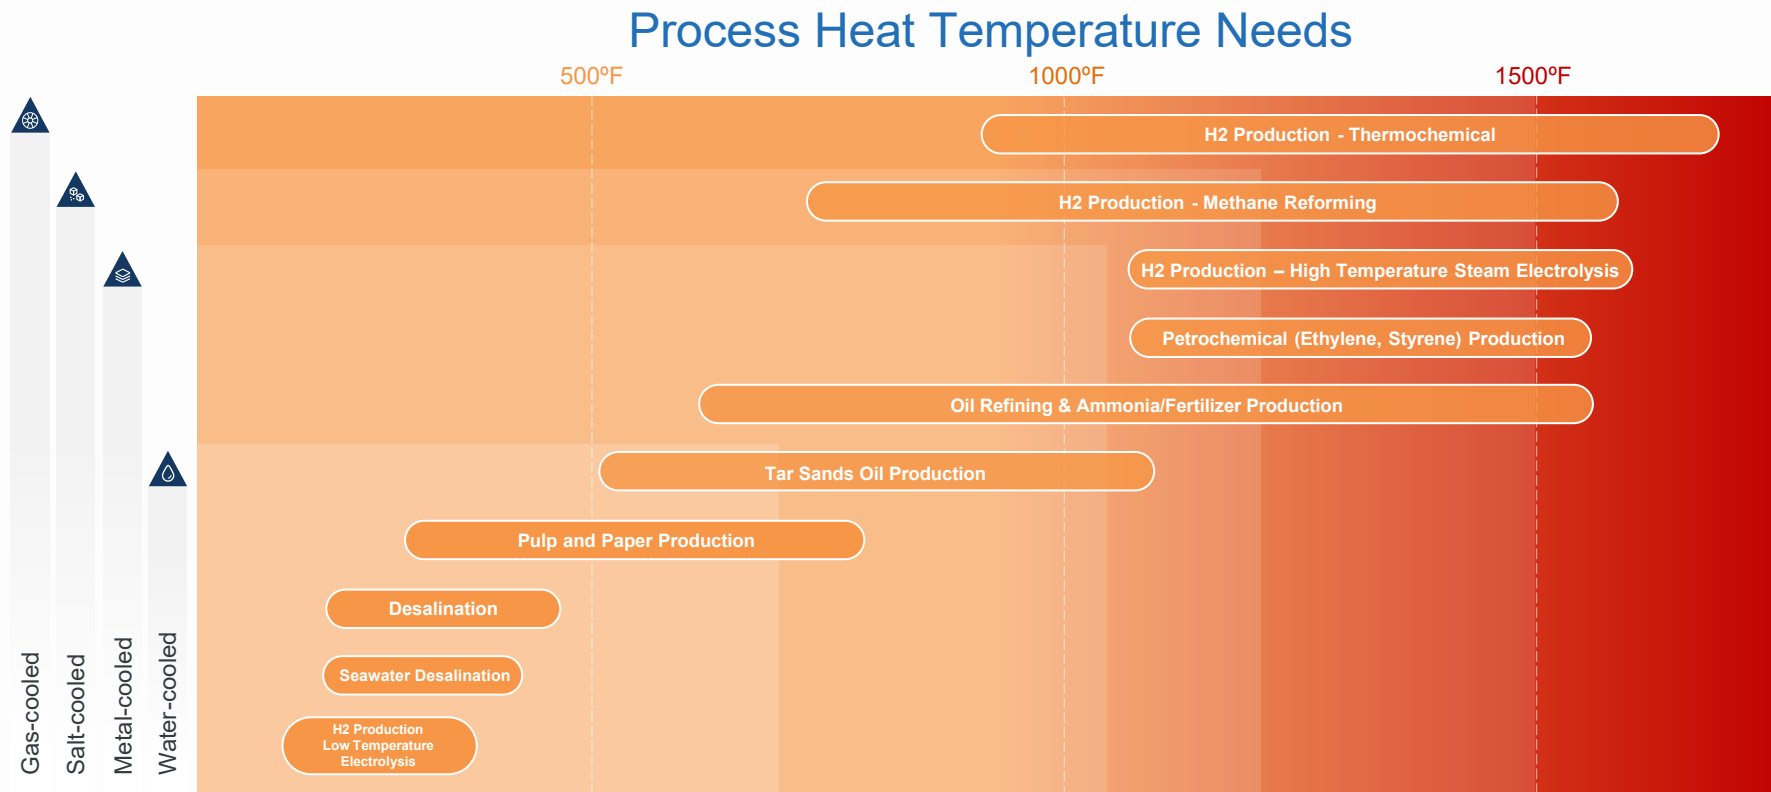 Process Heat Temperature Needs
500ºF
1000ºF
1500ºF
H2 Production - Thermochemical
H2 Production - Methane Reforming
H2 Production – High Temperature Steam Electrolysis
Petrochemical (Ethylene, Styrene) Production
Oil Refining & Ammonia/Fertilizer Production
Tar Sands Oil Production
Pulp and Paper Production
Desalination
Seawater Desalination
H2 Production
Low Temperature
Electrolysis
Gas-cooled
Salt-cooled
Metal-cooled
Water-cooled